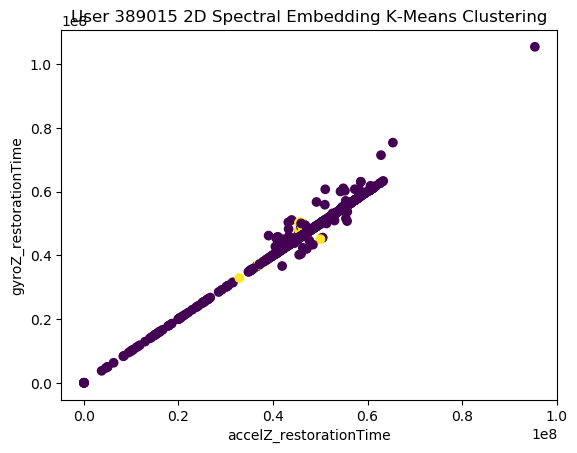 User 389015 2D Spectral Embedding K-Means Clustering
1e8
1.0
0.8
0.6
0.4
0.2
0.0
gyroZ_restorationTime
0.0 0.2 0.4 0.6 0.8 1.0
1e8
accelZ_restorationTime